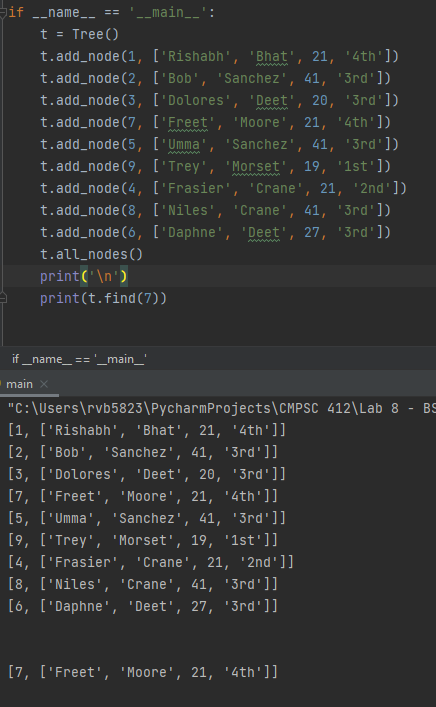 if __name__ == '__main__':
    t = Tree()
    t.add_node(1, ['Rishabh', 'Bhat', 21, '4th'])
    t.add_node(2, ['Bob', 'Sanchez', 41, '3rd'])
    t.add_node(3, ['Dolores', 'Deet', 20, '3rd'])
    t.add_node(7, ['Freet', 'Moore', 21, '4th'])
    t.add_node(5, ['Umma', 'Sanchez', 41, '3rd'])
    t.add_node(9, ['Trey', 'Morset', 19, '1st'])
    t.add_node(4, ['Frasier', 'Crane', 21, '2nd'])
    t.add_node(8, ['Niles', 'Crane', 41, '3rd'])
    t.add_node(6, ['Daphne', 'Deet', 27, '3rd'])
    t.all_nodes()
    print('\n')
    print(t.find(7))
if __name__ == '__main__'
main ×
"C:\Users\rvb5823\PycharmProjects\CMPSC 412\Lab 8 - BS
[1, ['Rishabh', 'Bhat', 21, '4th']]
[2, ['Bob', 'Sanchez', 41, '3rd']]
[3, ['Dolores', 'Deet', 20, '3rd']]
[7, ['Freet', 'Moore', 21, '4th']]
[5, ['Umma', 'Sanchez', 41, '3rd']]
[9, ['Trey', 'Morset', 19, '1st']]
[4, ['Frasier', 'Crane', 21, '2nd']]
[8, ['Niles', 'Crane', 41, '3rd']]
[6, ['Daphne', 'Deet', 27, '3rd']]
[7, ['Freet', 'Moore', 21, '4th']]